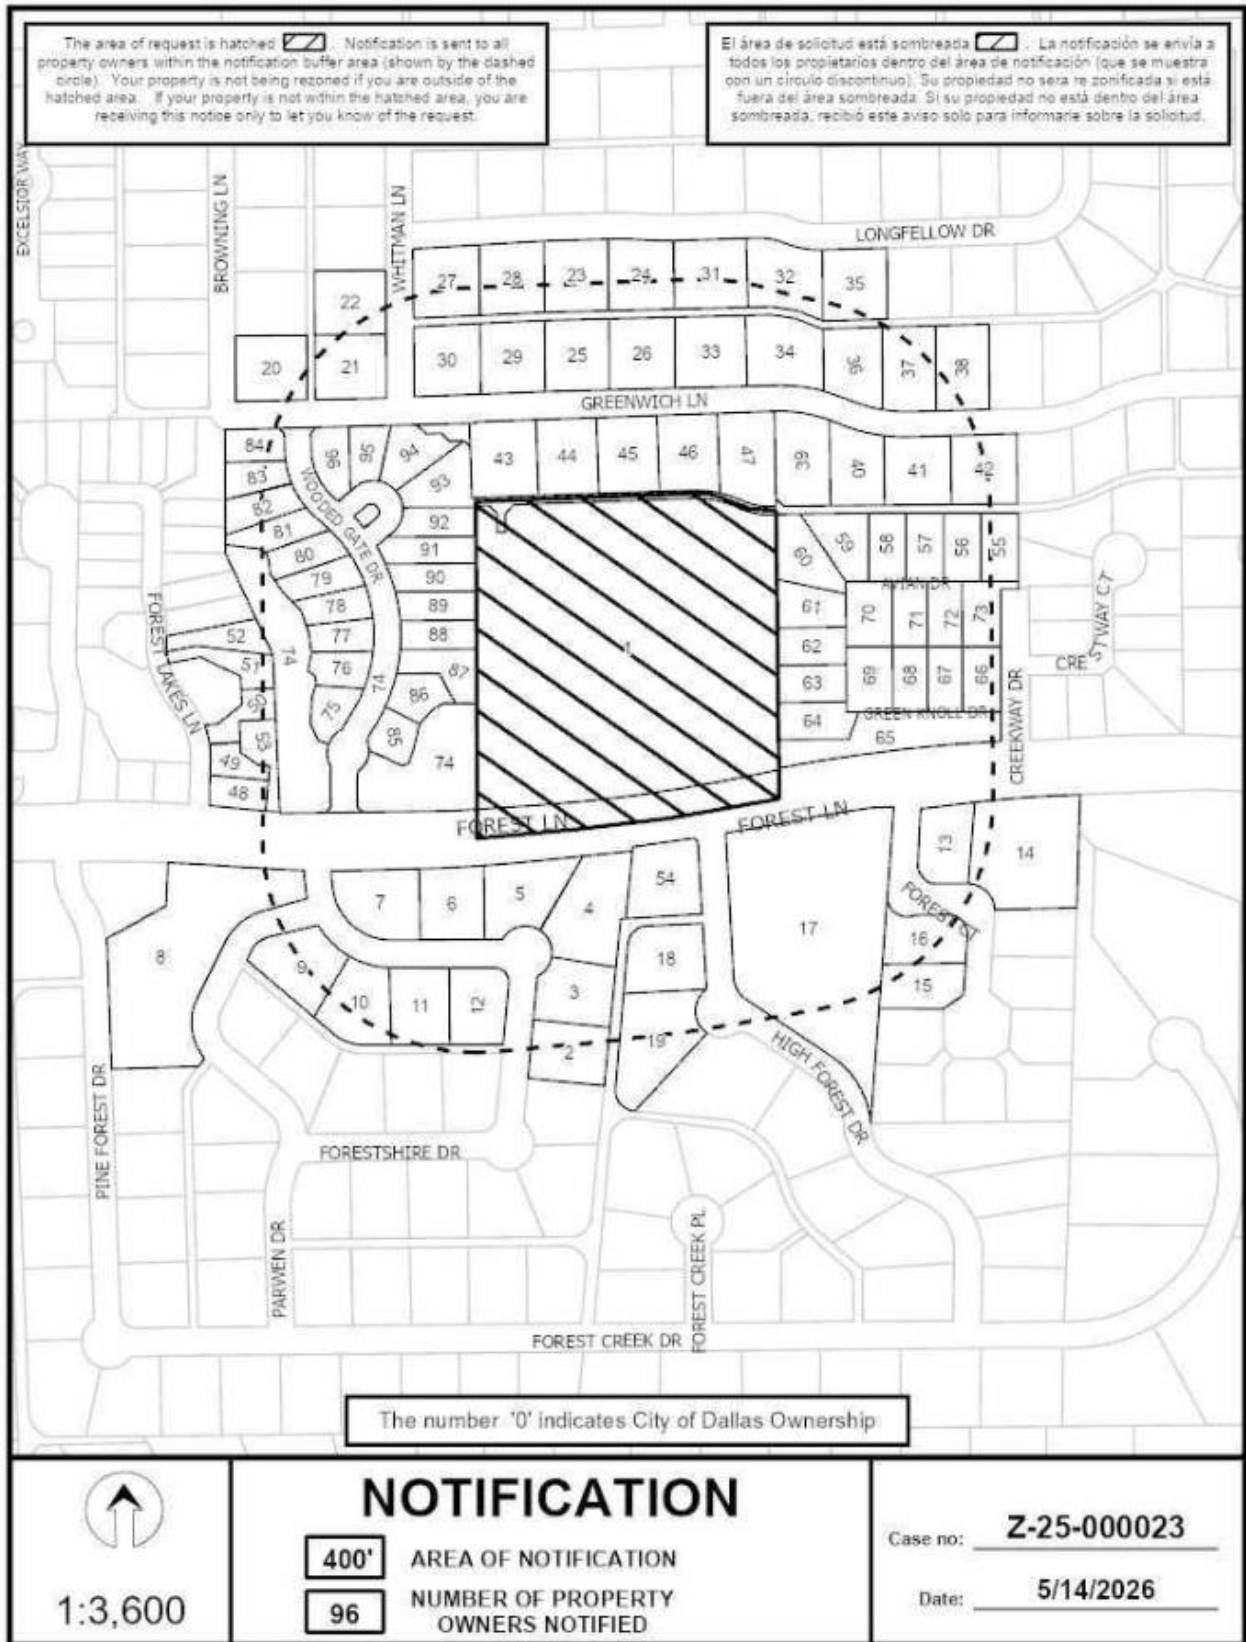 The area of request is hatched . Notification is sent to all
property owners within the notification buffer area (shown by the dashed
circle). Your property is not being rezoned if you are outside of the
hatched area. If your property is not within the hatched area, you are
receiving this notice only to let you know of the request.
El área de solicitud está sombreada . La notificación se envía a
todos los propietarios dentro del área de notificación (que se muestra
con un círculo discontinuo). Su propiedad no sera re zonificada si está
fuera del área sombreada. Si su propiedad no está dentro del área
sombreada, recibió este aviso solo para informarle sobre la solicitud.
EXCELSIOR WAY
BROWNING LN
WHITMAN LN
LONGFELLOW DR
27 28 23 24 31 32 35
22
20 21 30 29 25 26 33 34 36 37 38
GREENWICH LN
84 96 95 94 43 44 45 46 47 39 40 41 42
83 93
82 WOODED GATE DR 92
81 91 60 59 58 57 56 55
80 90 AVIAN DR
79 89 61 70 71 72 73
78 88 62
77 1
52 74 76 87 63 69 68 67 66
51 75 74 86 64 GREEN KNOLL DR
50 85 65
53 74
49
48
FOREST LAKES LN
CRESTWAY CT
CREEKWAY DR
FOREST LN
FOREST LN
7 6 5 4 54 13 14
FOREST CT
8 9 10 11 12 3 18 17 16
15
2 19
HIGH FOREST DR
PINE FOREST DR
FORESTSHIRE DR
PARWEN DR
FOREST CREEK PL
FOREST CREEK DR
The number '0' indicates City of Dallas Ownership
1:3,600
NOTIFICATION
400' AREA OF NOTIFICATION
96 NUMBER OF PROPERTY
OWNERS NOTIFIED
Case no: Z-25-000023
Date: 5/14/2026